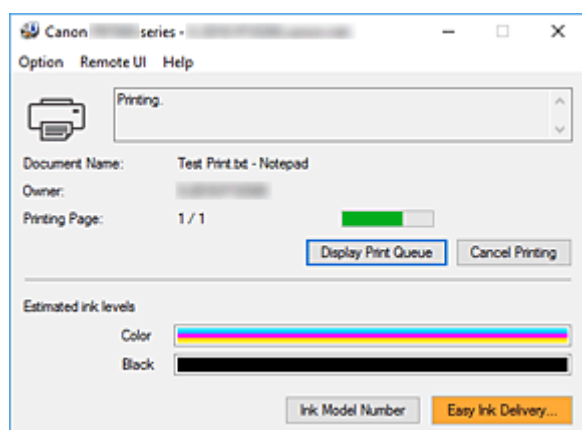 Canon series -
Option Remote UI Help
Printing.
Document Name: Test Print.txt - Notepad
Owner:
Printing Page: 1 / 1
Display Print Queue Cancel Printing
Estimated ink levels
Color
Black
Ink Model Number Easy Ink Delivery...